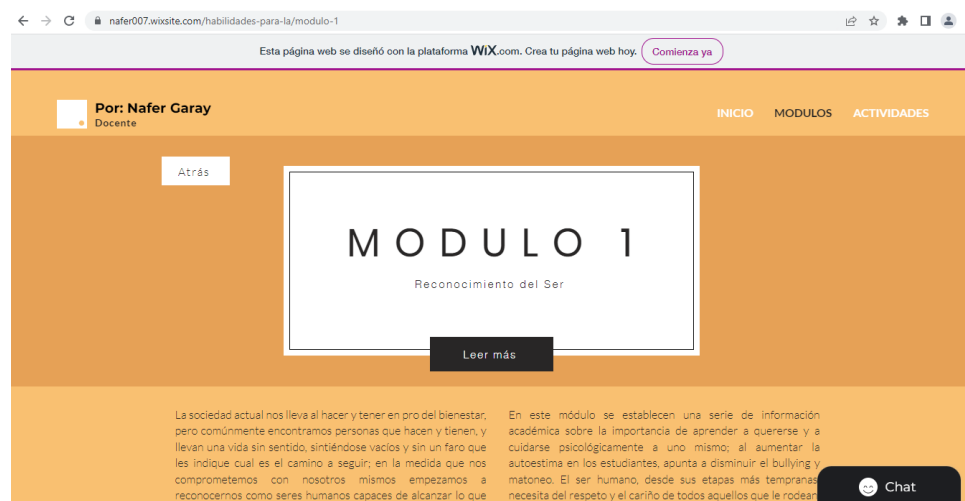 nafer007.wixsite.com/habilidades-para-la/modulo-1
Esta página web se diseñó con la plataforma WiX.com. Crea tu página web hoy. Comienza ya
Por: Nafer Garay
Docente
INICIO MODULOS ACTIVIDADES
Atrás
MODULO 1
Reconocimiento del Ser
Leer más
La sociedad actual nos lleva al hacer y tener en pro del bienestar,
pero comúnmente encontramos personas que hacen y tienen, y
llevan una vida sin sentido, sintiéndose vacíos y sin un faro que
les indique cual es el camino a seguir; en la medida que nos
comprometemos con nosotros mismos empezamos a
reconocernos como seres humanos capaces de alcanzar lo que
En este módulo se establecen una serie de información
académica sobre la importancia de aprender a quererse y a
cuidarse psicológicamente a uno mismo; al aumentar la
autoestima en los estudiantes, apunta a disminuir el bullying y
matoneo. El ser humano, desde sus etapas más tempranas,
necesita del respeto y el cariño de todos aquellos que le rodean
Chat